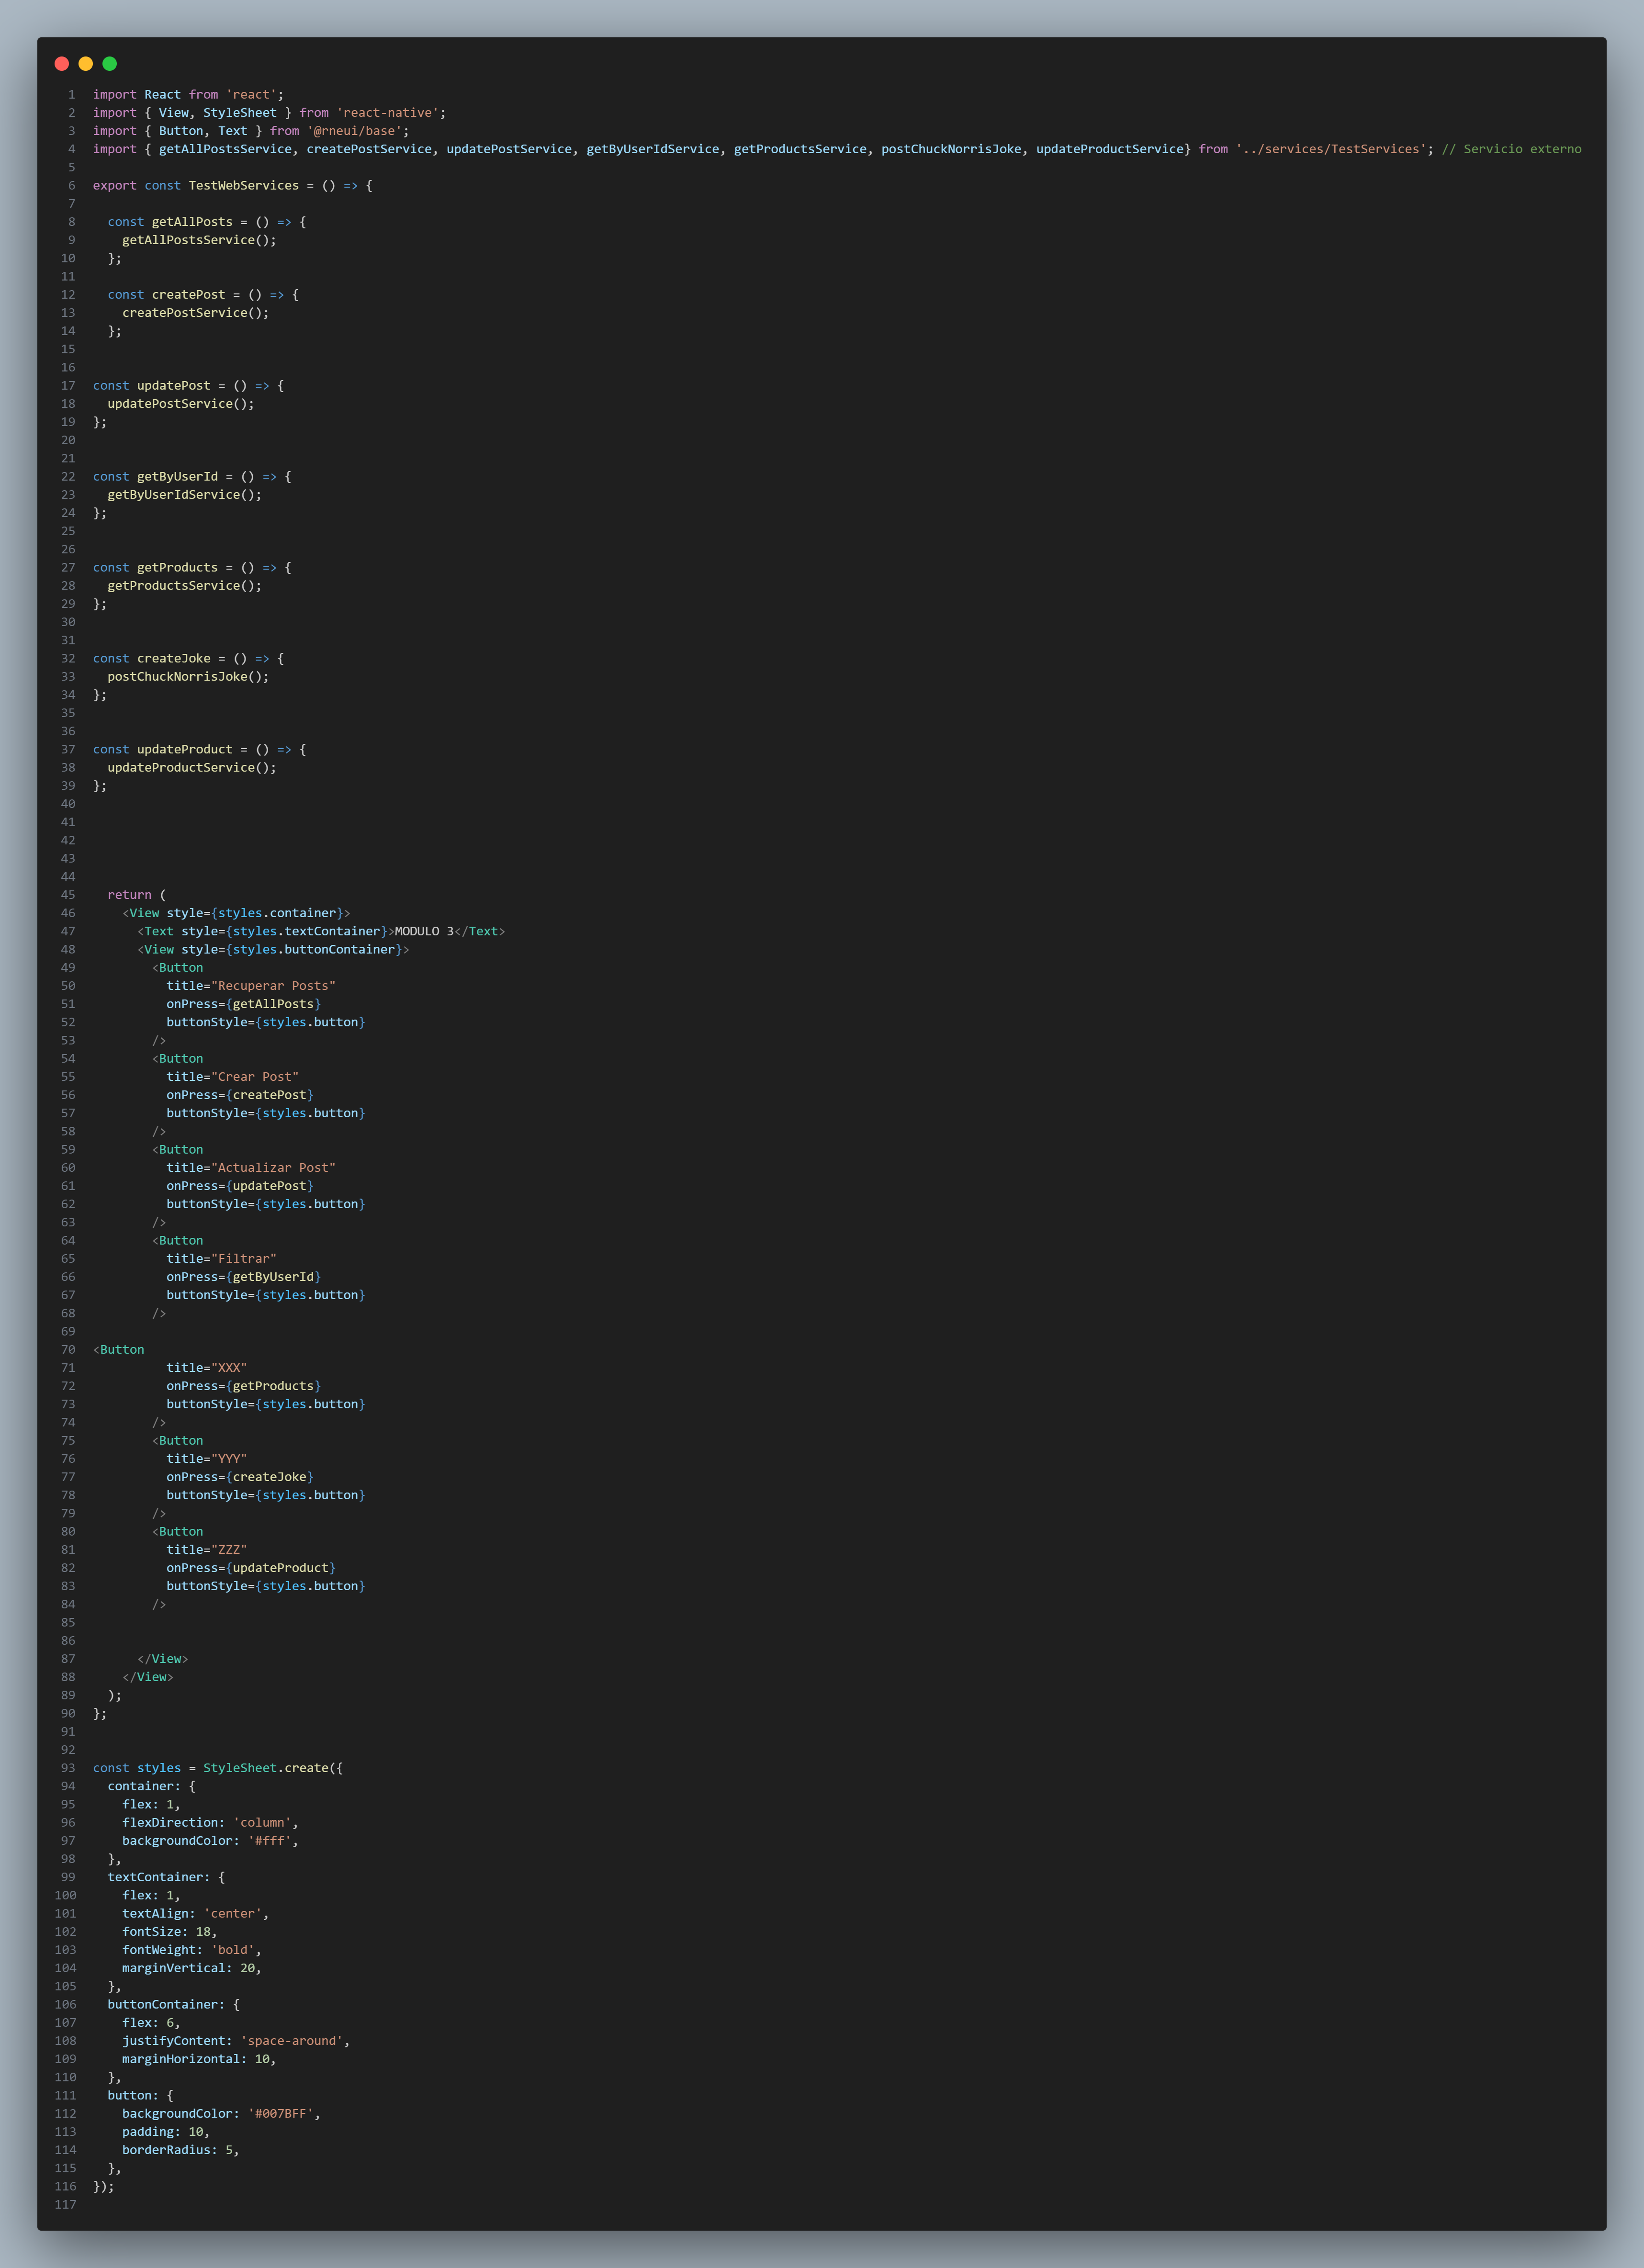 1 import React from 'react';
2 import { View, StyleSheet } from 'react-native';
3 import { Button, Text } from '@rneui/base';
4 import { getAllPostsService, createPostService, updatePostService, getByUserIdService, getProductsService, postChuckNorrisJoke, updateProductService} from '../services/TestServices'; // Servicio externo
5
6 export const TestWebServices = () => {
7
8   const getAllPosts = () => {
9     getAllPostsService();
10   };
11
12   const createPost = () => {
13     createPostService();
14   };
15
16
17 const updatePost = () => {
18   updatePostService();
19 };
20
21
22 const getByUserId = () => {
23   getByUserIdService();
24 };
25
26
27 const getProducts = () => {
28   getProductsService();
29 };
30
31
32 const createJoke = () => {
33   postChuckNorrisJoke();
34 };
35
36
37 const updateProduct = () => {
38   updateProductService();
39 };
40
41
42
43
44
45   return (
46     <View style={styles.container}>
47       <Text style={styles.textContainer}>MODULO 3</Text>
48       <View style={styles.buttonContainer}>
49         <Button
50           title="Recuperar Posts"
51           onPress={getAllPosts}
52           buttonStyle={styles.button}
53         />
54         <Button
55           title="Crear Post"
56           onPress={createPost}
57           buttonStyle={styles.button}
58         />
59         <Button
60           title="Actualizar Post"
61           onPress={updatePost}
62           buttonStyle={styles.button}
63         />
64         <Button
65           title="Filtrar"
66           onPress={getByUserId}
67           buttonStyle={styles.button}
68         />
69
70 <Button
71           title="XXX"
72           onPress={getProducts}
73           buttonStyle={styles.button}
74         />
75         <Button
76           title="YYY"
77           onPress={createJoke}
78           buttonStyle={styles.button}
79         />
80         <Button
81           title="ZZZ"
82           onPress={updateProduct}
83           buttonStyle={styles.button}
84         />
85
86
87       </View>
88     </View>
89   );
90 };
91
92
93 const styles = StyleSheet.create({
94   container: {
95     flex: 1,
96     flexDirection: 'column',
97     backgroundColor: '#fff',
98   },
99   textContainer: {
100     flex: 1,
101     textAlign: 'center',
102     fontSize: 18,
103     fontWeight: 'bold',
104     marginVertical: 20,
105   },
106   buttonContainer: {
107     flex: 6,
108     justifyContent: 'space-around',
109     marginHorizontal: 10,
110   },
111   button: {
112     backgroundColor: '#007BFF',
113     padding: 10,
114     borderRadius: 5,
115   },
116 });
117